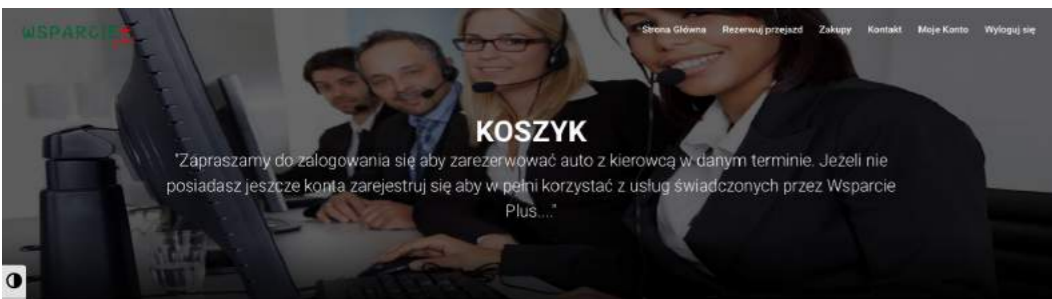 WSPARCIE
Strona Główna Rezerwuj przejazd Zakupy Kontakt Moje Konto Wyloguj się
KOSZYK
"Zapraszamy do zalogowania się aby zarezerwować auto z kierowcą w danym terminie. Jeżeli nie
posiadasz jeszcze konta zarejestruj się aby w pełni korzystać z usług świadczonych przez Wsparcie
Plus...."